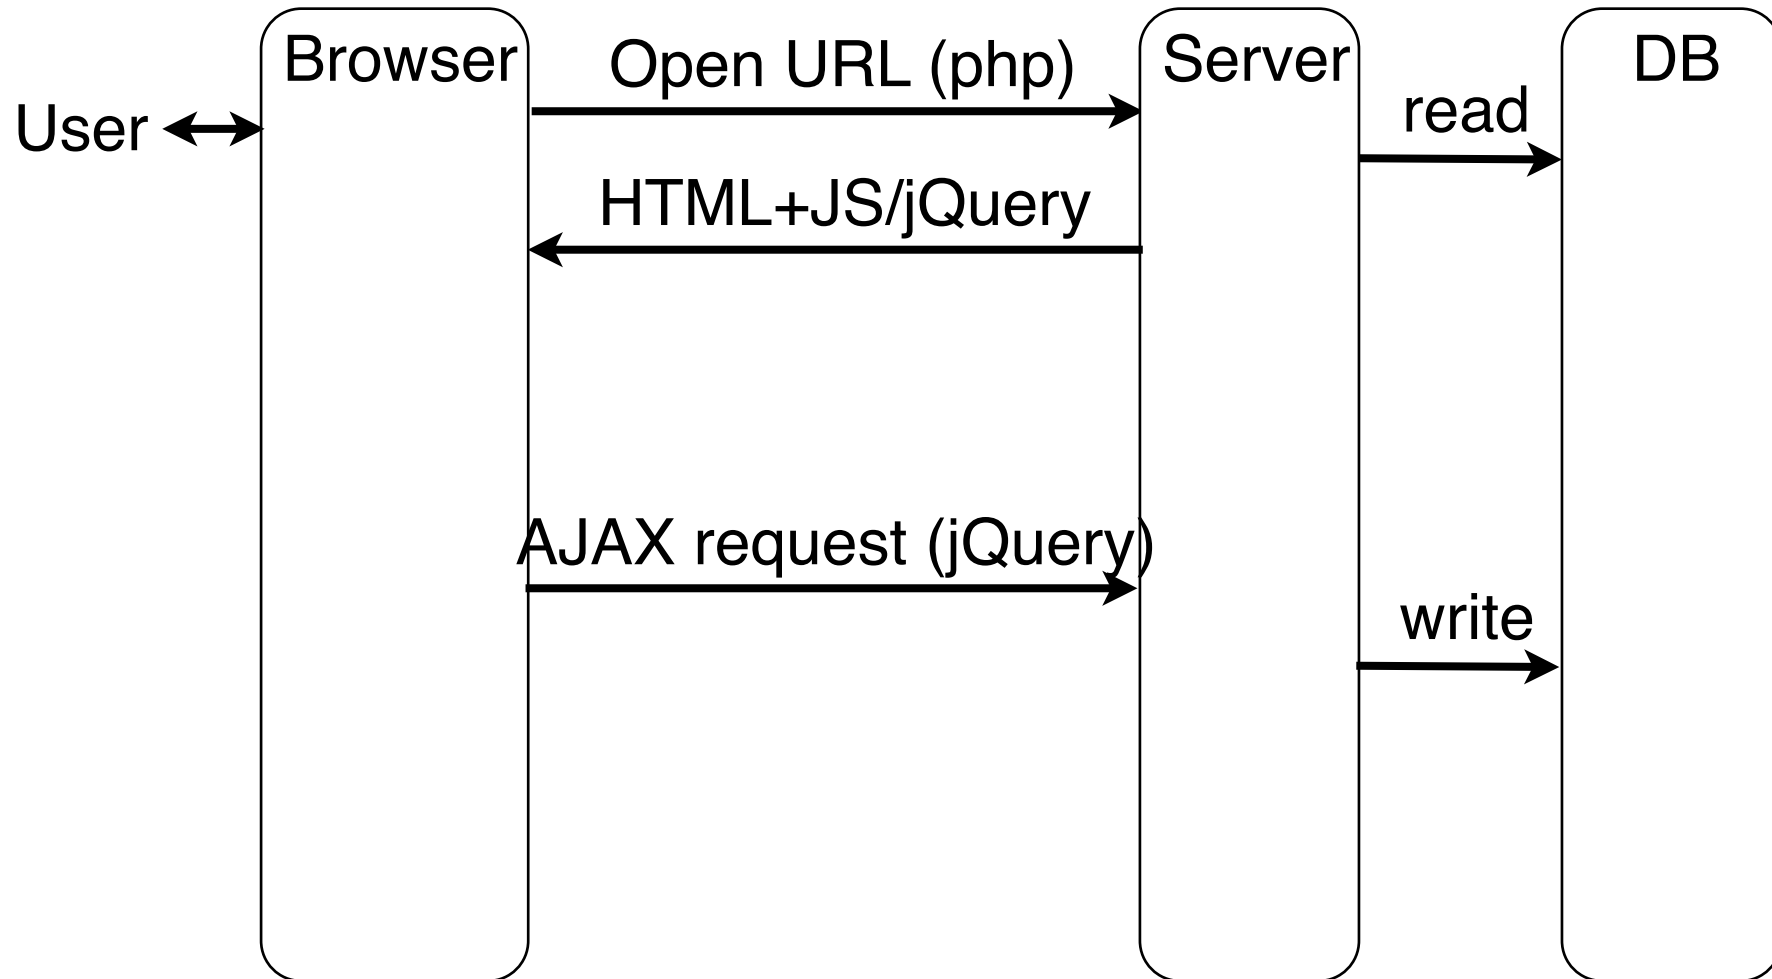 Browser
Open URL (php)
Server
DB
User
read
HTML+JS/jQuery
AJAX request (jQuery)
write